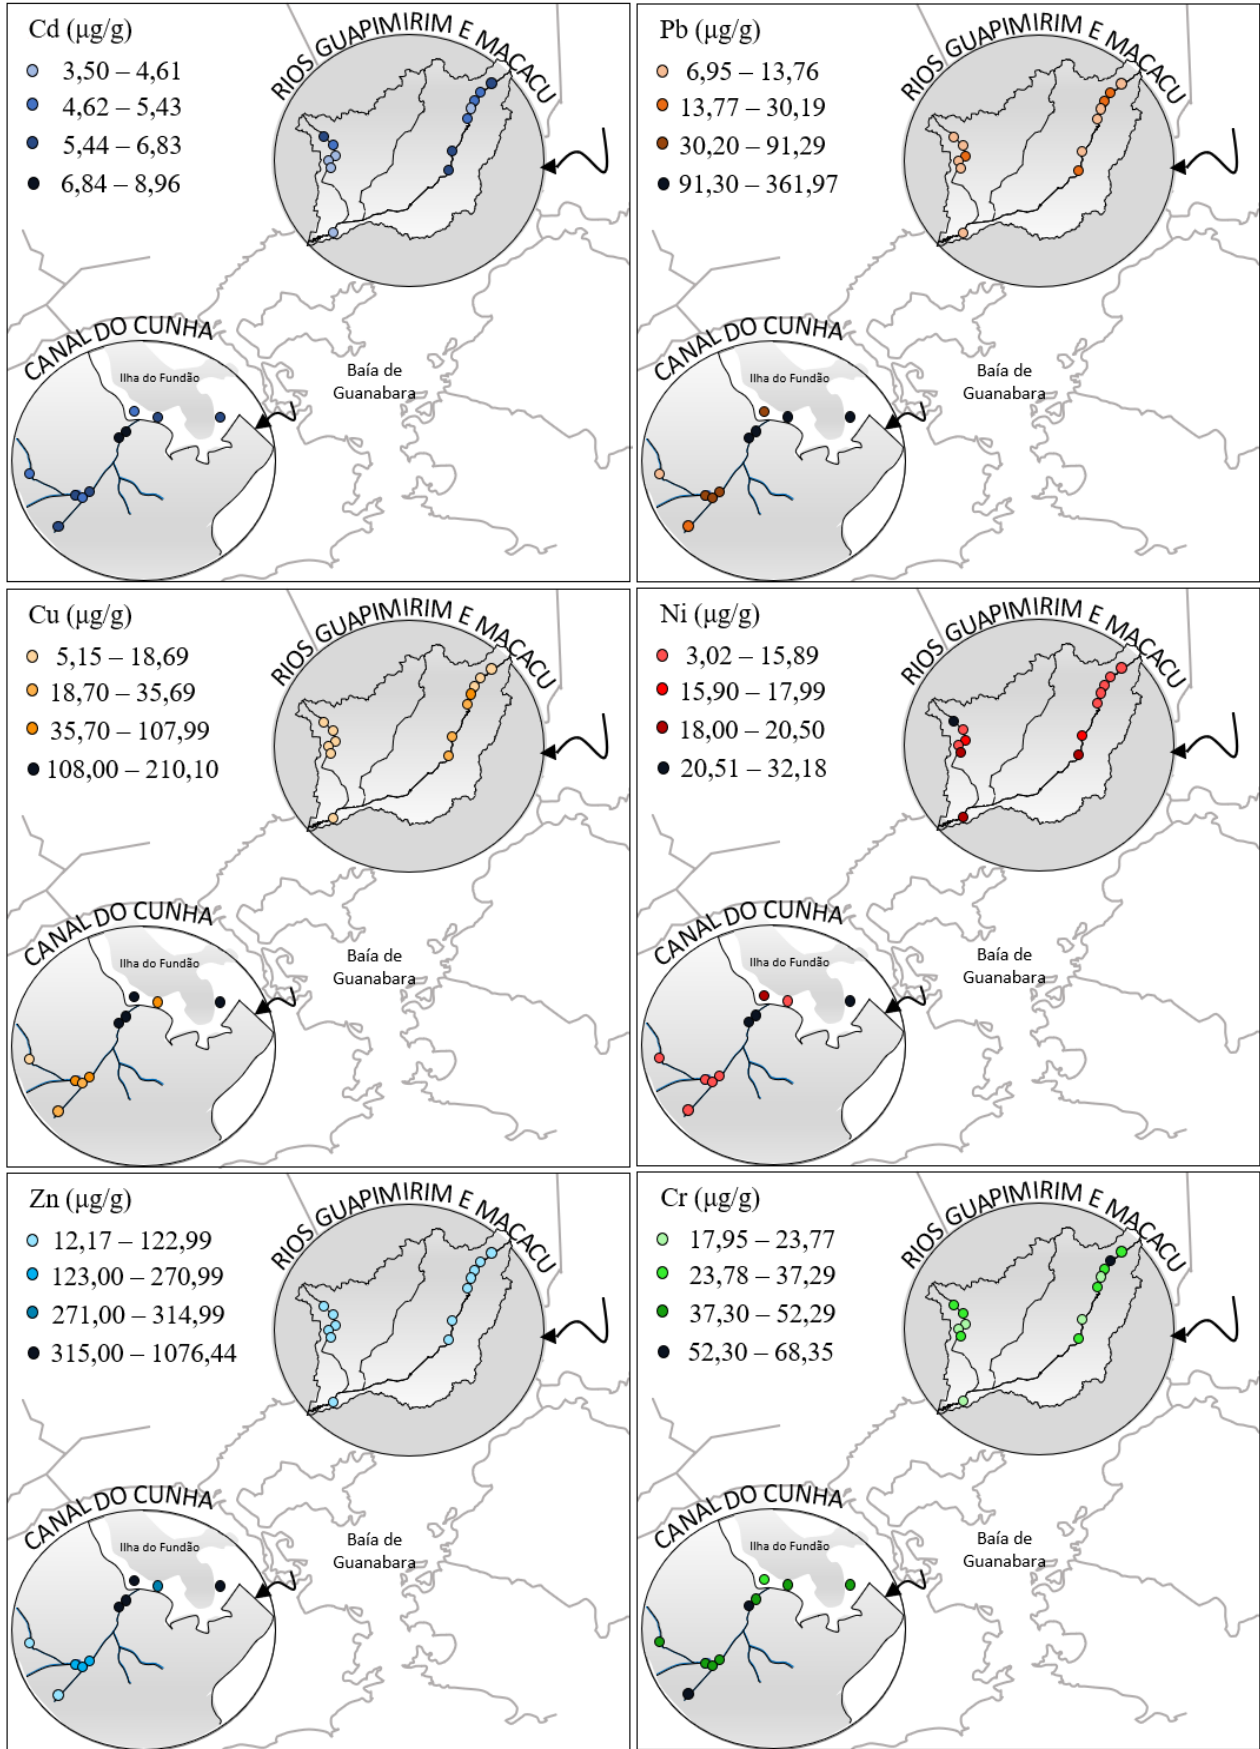 Cd (µg/g)
3,50 – 4,61
4,62 – 5,43
5,44 – 6,83
6,84 – 8,96
RIOS GUAPIMIRIM E MACACU
CANAL DO CUNHA
Ilha do Fundão
Baía de
Guanabara
Pb (µg/g)
6,95 – 13,76
13,77 – 30,19
30,20 – 91,29
91,30 – 361,97
RIOS GUAPIMIRIM E MACACU
CANAL DO CUNHA
Ilha do Fundão
Baía de
Guanabara
Cu (µg/g)
5,15 – 18,69
18,70 – 35,69
35,70 – 107,99
108,00 – 210,10
RIOS GUAPIMIRIM E MACACU
CANAL DO CUNHA
Ilha do Fundão
Baía de
Guanabara
Ni (µg/g)
3,02 – 15,89
15,90 – 17,99
18,00 – 20,50
20,51 – 32,18
RIOS GUAPIMIRIM E MACACU
CANAL DO CUNHA
Ilha do Fundão
Baía de
Guanabara
Zn (µg/g)
12,17 – 122,99
123,00 – 270,99
271,00 – 314,99
315,00 – 1076,44
RIOS GUAPIMIRIM E MACACU
CANAL DO CUNHA
Ilha do Fundão
Baía de
Guanabara
Cr (µg/g)
17,95 – 23,77
23,78 – 37,29
37,30 – 52,29
52,30 – 68,35
RIOS GUAPIMIRIM E MACACU
CANAL DO CUNHA
Ilha do Fundão
Baía de
Guanabara